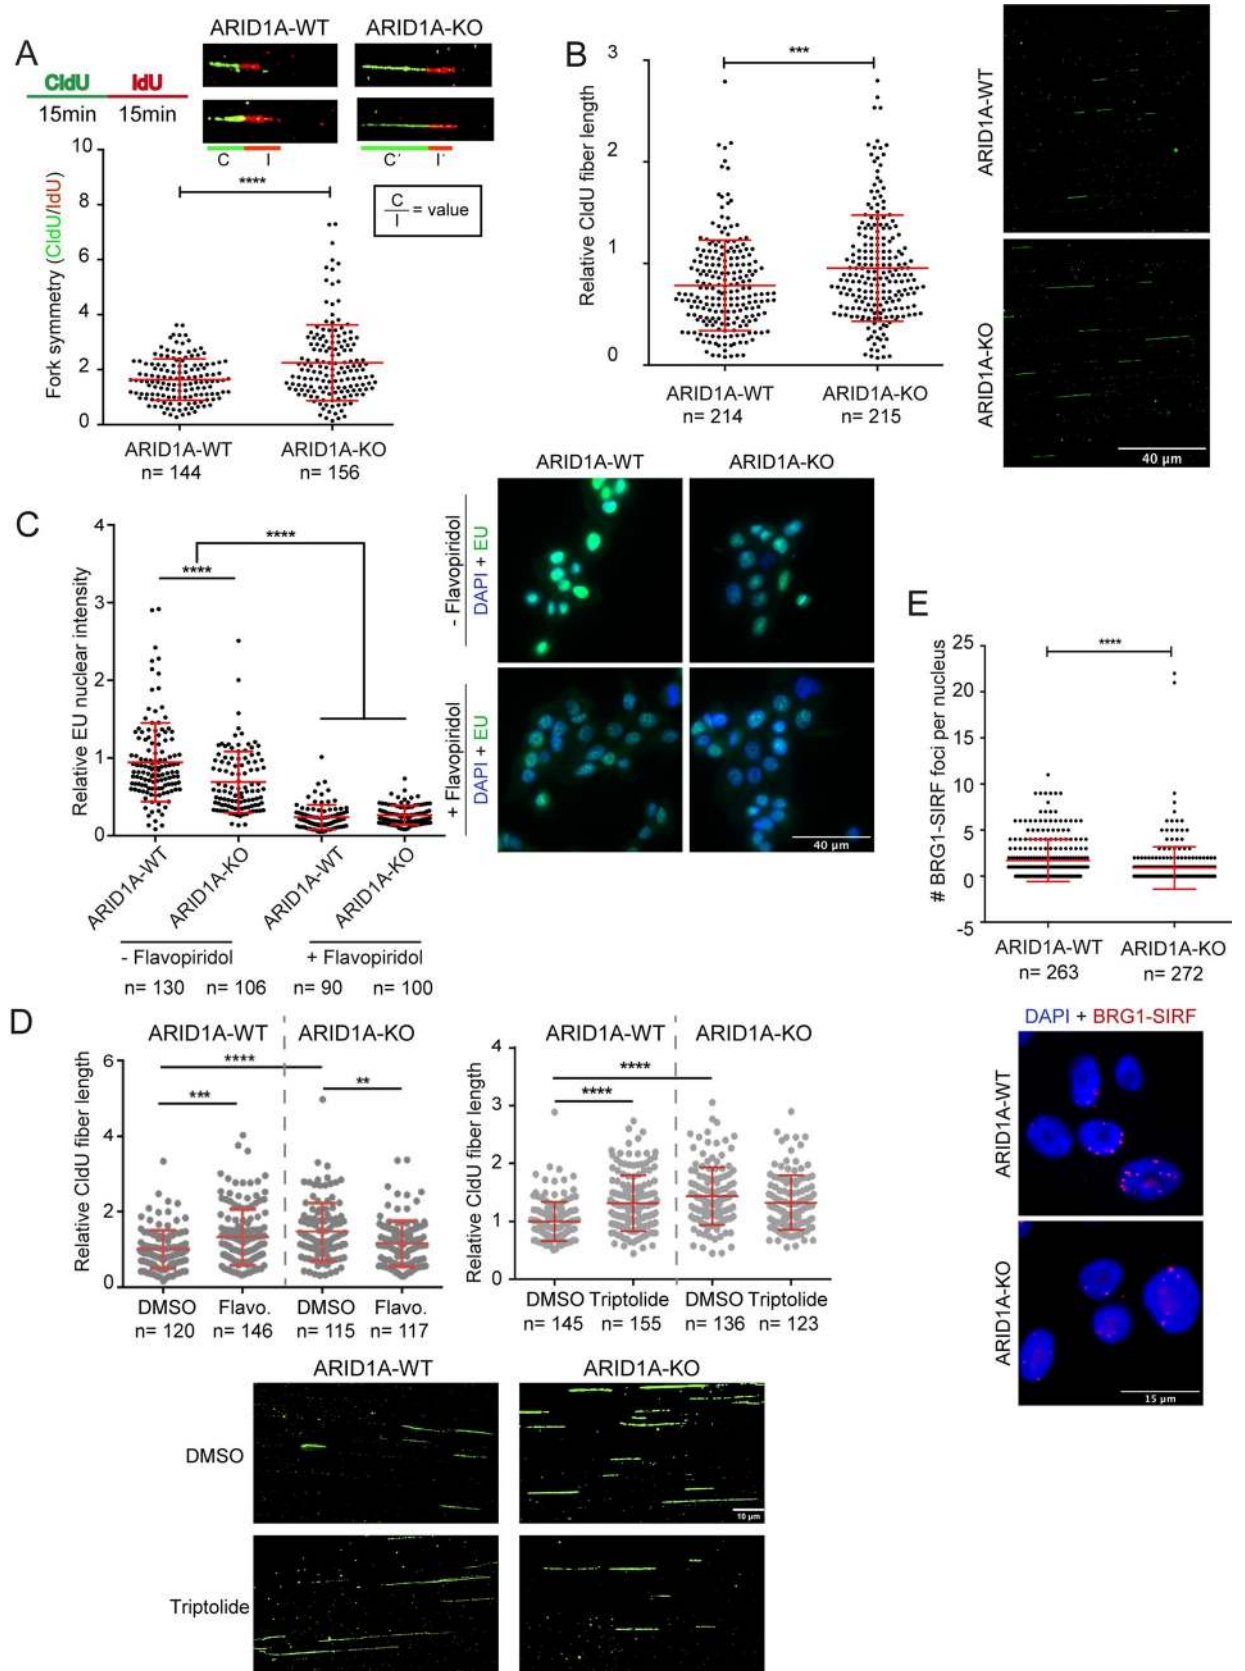 A
ARID1A-WT
ARID1A-KO
CldU
IdU
15min
15min
C
I
C´
I´
C
I
= value
****
Fork symmetry (CldU/IdU)
10
8
6
4
2
0
ARID1A-WT
n= 144
ARID1A-KO
n= 156
B
***
Relative CldU fiber length
3
2
1
0
ARID1A-WT
n= 214
ARID1A-KO
n= 215
ARID1A-WT
ARID1A-KO
40 µm
C
****
****
Relative EU nuclear intensity
4
3
2
1
0
ARID1A-WT
ARID1A-KO
ARID1A-WT
ARID1A-KO
- Flavopiridol
+ Flavopiridol
n= 130
n= 106
n= 90
n= 100
ARID1A-WT
ARID1A-KO
- Flavopiridol
DAPI + EU
+ Flavopiridol
DAPI + EU
40 µm
E
****
# BRG1-SIRF foci per nucleus
25
20
15
10
5
0
-5
ARID1A-WT
n= 263
ARID1A-KO
n= 272
DAPI + BRG1-SIRF
ARID1A-WT
ARID1A-KO
15 µm
D
ARID1A-WT
ARID1A-KO
****
***
**
Relative CldU fiber length
6
4
2
0
DMSO
Flavo.
DMSO
Flavo.
n= 120
n= 146
n= 115
n= 117
ARID1A-WT
ARID1A-KO
****
****
Relative CldU fiber length
4
3
2
1
0
DMSO
Triptolide
DMSO
Triptolide
n= 145
n= 155
n= 136
n= 123
ARID1A-WT
ARID1A-KO
DMSO
10 µm
Triptolide